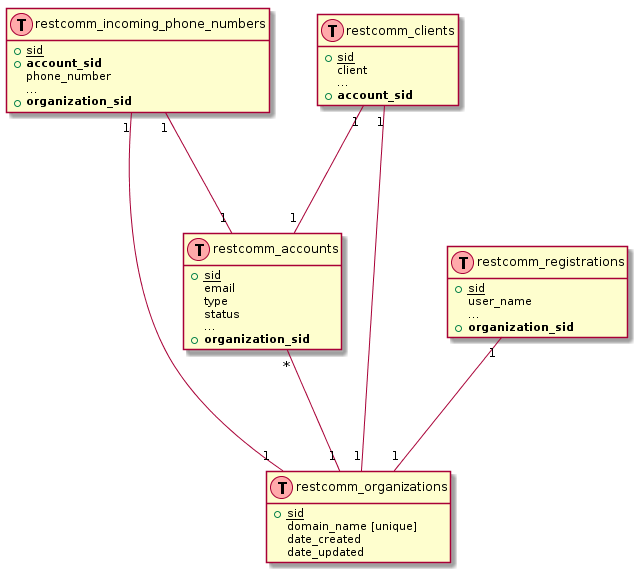 T restcomm_incoming_phone_numbers
sid
account_sid
phone_number
...
organization_sid
T restcomm_clients
sid
client
...
account_sid
1
1
1
1
1
1
T restcomm_accounts
sid
email
type
status
...
organization_sid
T restcomm_registrations
sid
user_name
...
organization_sid
*
1
1
1
1
1
T restcomm_organizations
sid
domain_name [unique]
date_created
date_updated